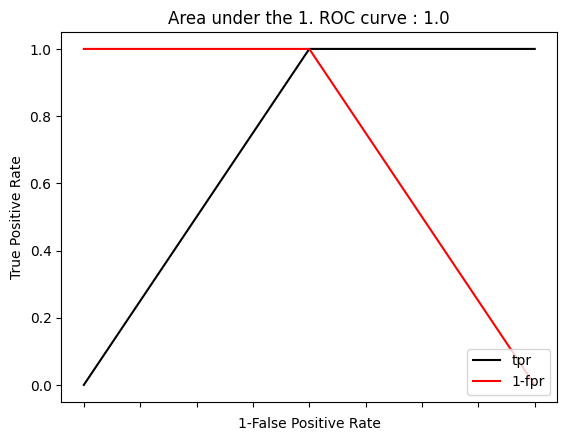 Area under the 1. ROC curve : 1.0
True Positive Rate
1.0
0.8
0.6
0.4
0.2
0.0
tpr
1-fpr
1-False Positive Rate